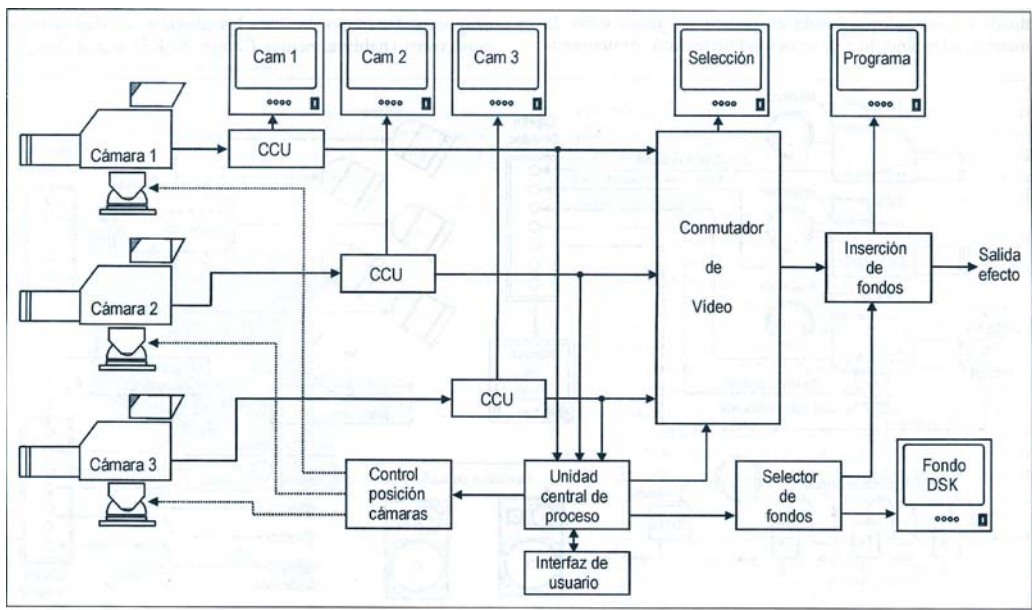 Cam 1
Cam 2
Cam 3
Selección
Programa
Cámara 1
CCU
Cámara 2
CCU
Conmutador
de
Vídeo
Inserción
de
fondos
Salida
efecto
Cámara 3
CCU
Control
posición
cámaras
Unidad
central de
proceso
Selector
de
fondos
Fondo
DSK
Interfaz de
usuario